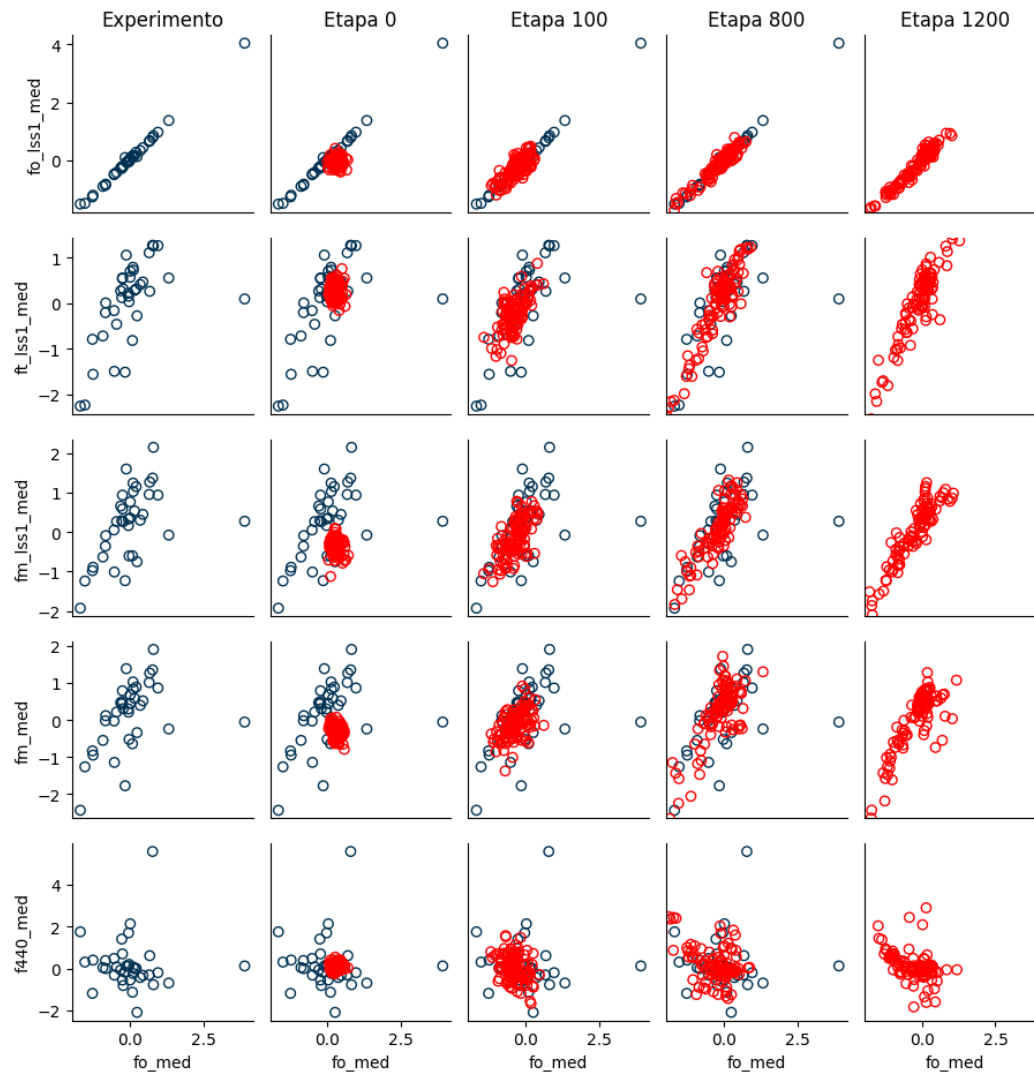 Experimento Etapa 0 Etapa 100 Etapa 800 Etapa 1200
fo_lss1_med
4
2
0
ft_lss1_med
1
0
−1
−2
fm_lss1_med
2
1
0
−1
−2
fm_med
2
1
0
−1
−2
f440_med
4
2
0
−2
0.0 2.5 0.0 2.5 0.0 2.5 0.0 2.5 0.0 2.5
fo_med fo_med fo_med fo_med fo_med